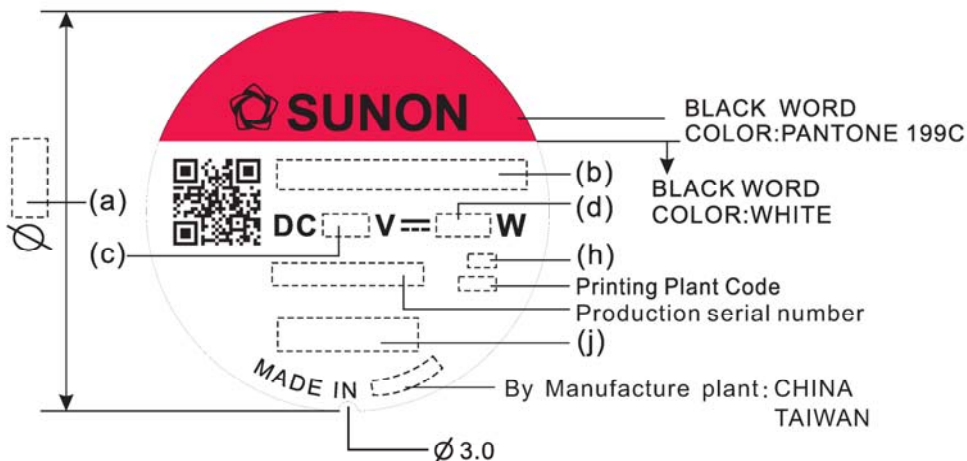 SUNON
BLACK WORD
COLOR:PANTONE 199C
(a)
Ø
(b)
BLACK WORD
COLOR:WHITE
(d)
DC V W
(c)
(h)
Printing Plant Code
Production serial number
(j)
MADE IN
By Manufacture plant: CHINA
TAIWAN
Ø 3.0